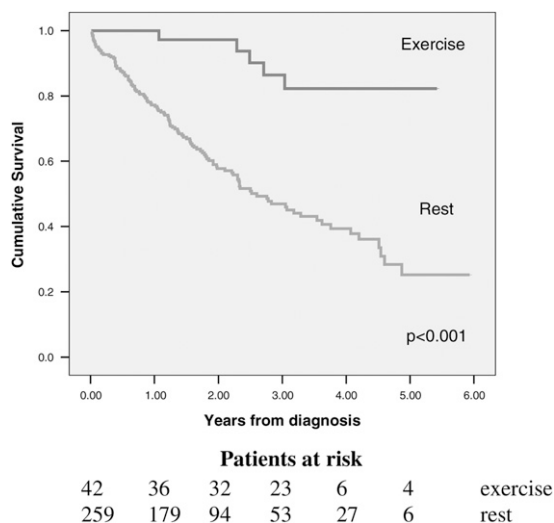 1.0
0.8
0.6
0.4
0.2
0.0
Cumulative Survival
Exercise
Rest
p<0.001
0.00 1.00 2.00 3.00 4.00 5.00 6.00
Years from diagnosis
Patients at risk
42 36 32 23 6 4 exercise
259 179 94 53 27 6 rest